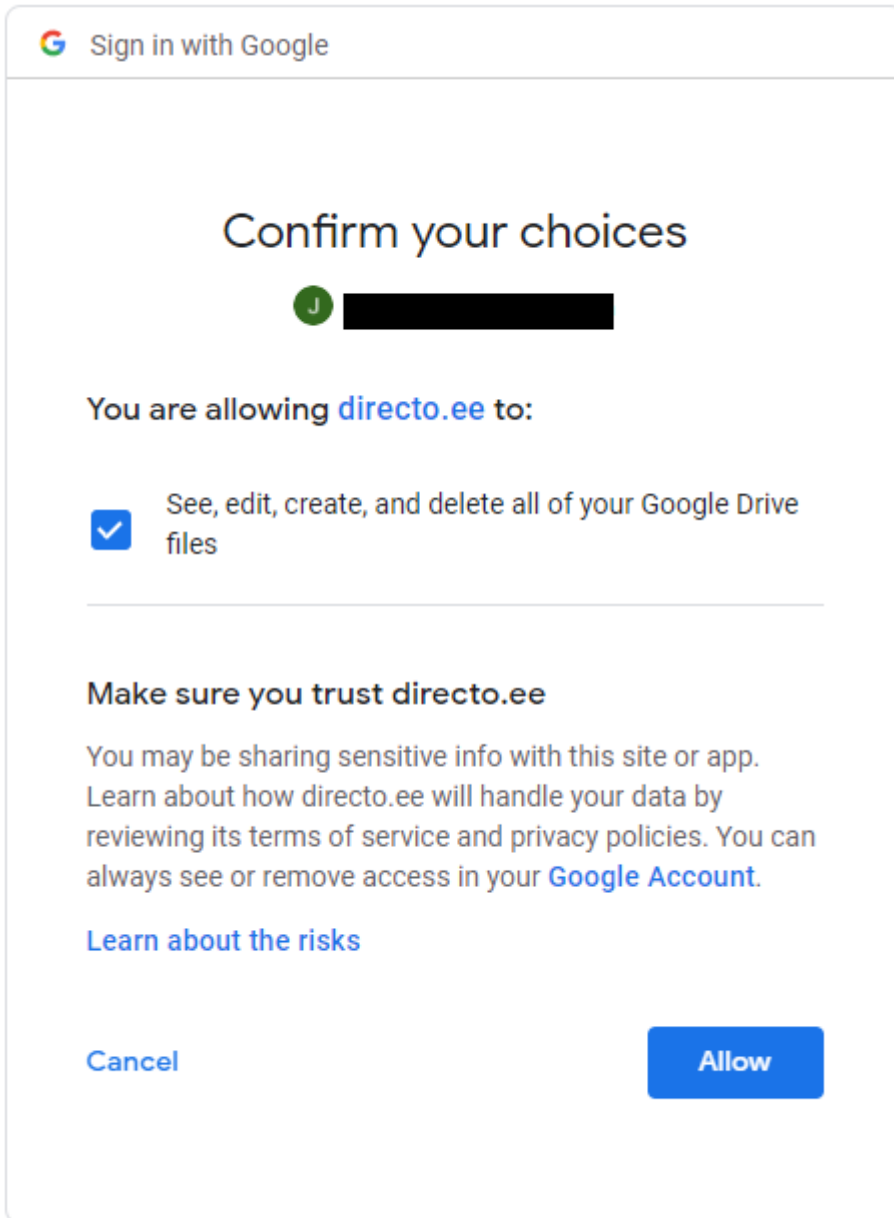 Sign in with Google
Confirm your choices
J
You are allowing directo.ee to:
See, edit, create, and delete all of your Google Drive
files
Make sure you trust directo.ee
You may be sharing sensitive info with this site or app.
Learn about how directo.ee will handle your data by
reviewing its terms of service and privacy policies. You can
always see or remove access in your Google Account.
Learn about the risks
Cancel
Allow